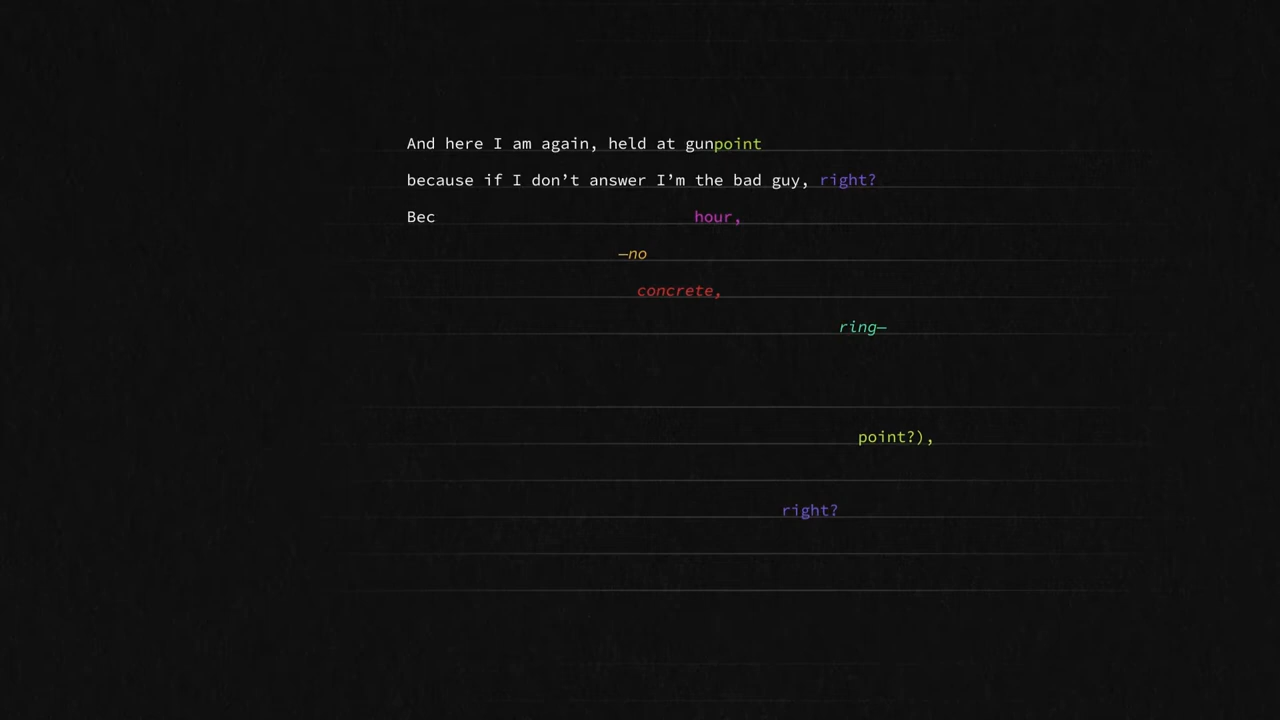 And here I am again, held at gunpoint
because if I don’t answer I’m the bad guy, right?
Bec hour,
—no
concrete,
ring—
point?),
right?